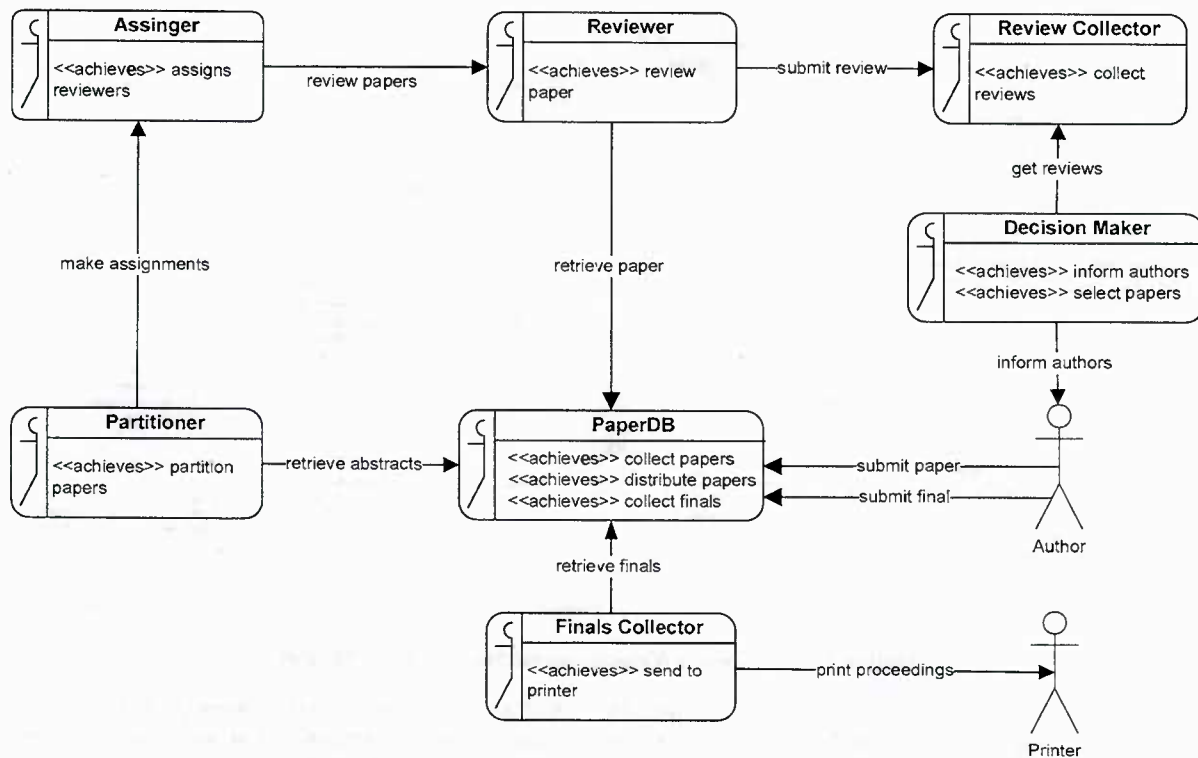 Assinger
<<achieves>> assigns
reviewers
review papers
Reviewer
<<achieves>> review
paper
submit review
Review Collector
<<achieves>> collect
reviews
get reviews
make assignments
retrieve paper
Decision Maker
<<achieves>> inform authors
<<achieves>> select papers
inform authors
Partitioner
<<achieves>> partition
papers
retrieve abstracts
PaperDB
<<achieves>> collect papers
<<achieves>> distribute papers
<<achieves>> collect finals
submit paper
submit final
Author
retrieve finals
Finals Collector
<<achieves>> send to
printer
print proceedings
Printer